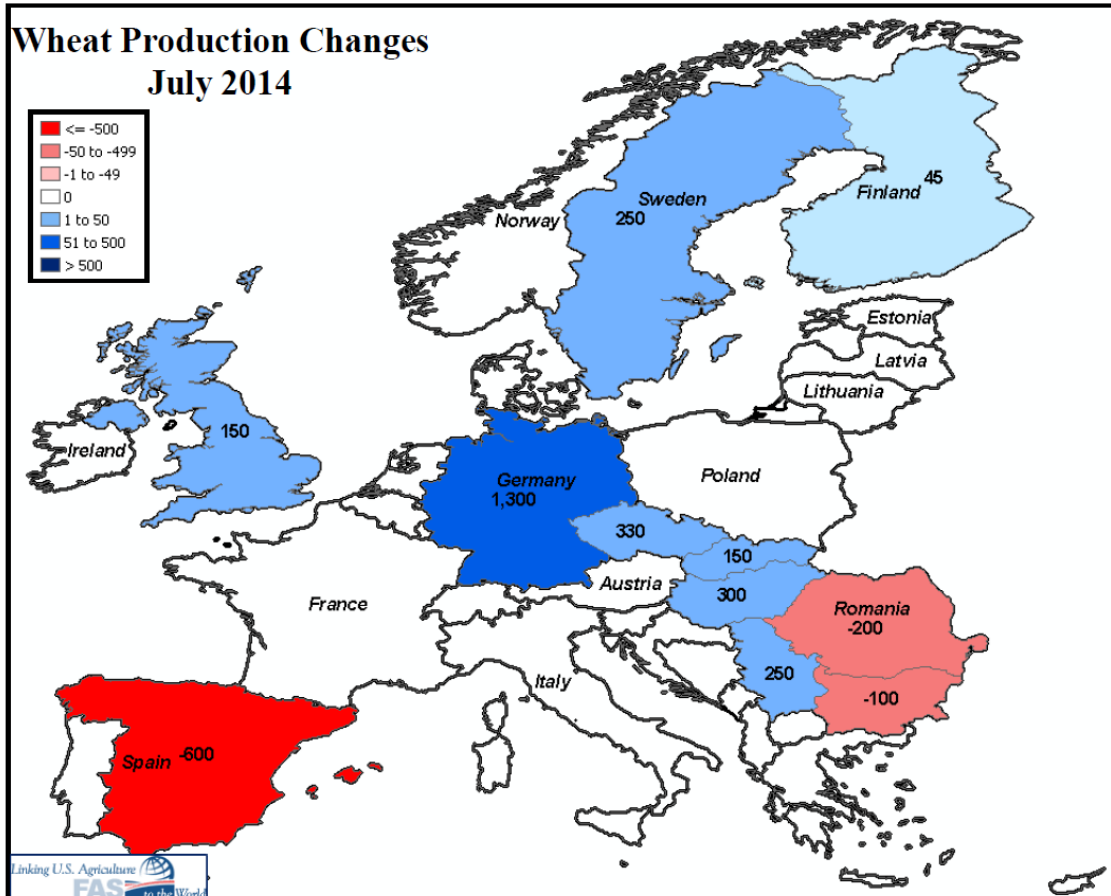 Wheat Production Changes
July 2014
<= -500
-50 to -499
-1 to -49
0
1 to 50
51 to 500
> 500
45
Finland
Sweden
250
Norway
Estonia
Latvia
Lithuania
150
Ireland
Poland
Germany
1,300
330
150
Austria
300
France
Romania
-200
250
Italy
-100
Spain -600
Linking U.S. Agriculture
FAS to the World